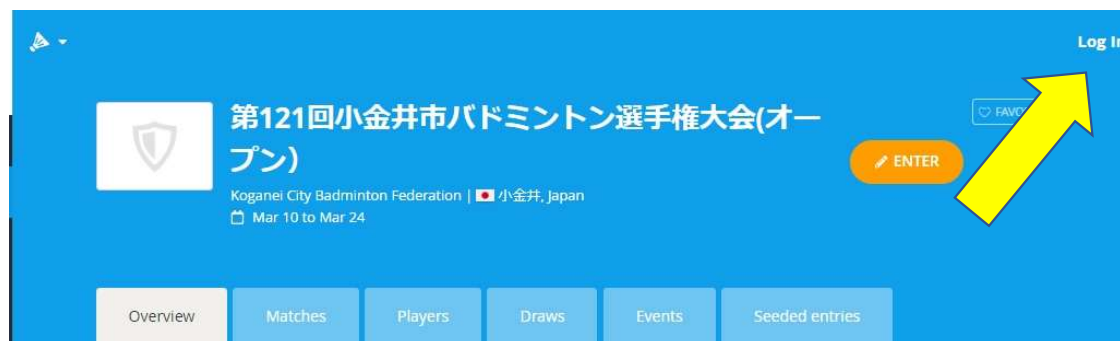 Log In
第121回小金井市バドミントン選手権大会(オー
プン)
ENTER
Koganei City Badminton Federation | 小金井, Japan
Mar 10 to Mar 24
Overview
Matches
Players
Draws
Events
Seeded entries